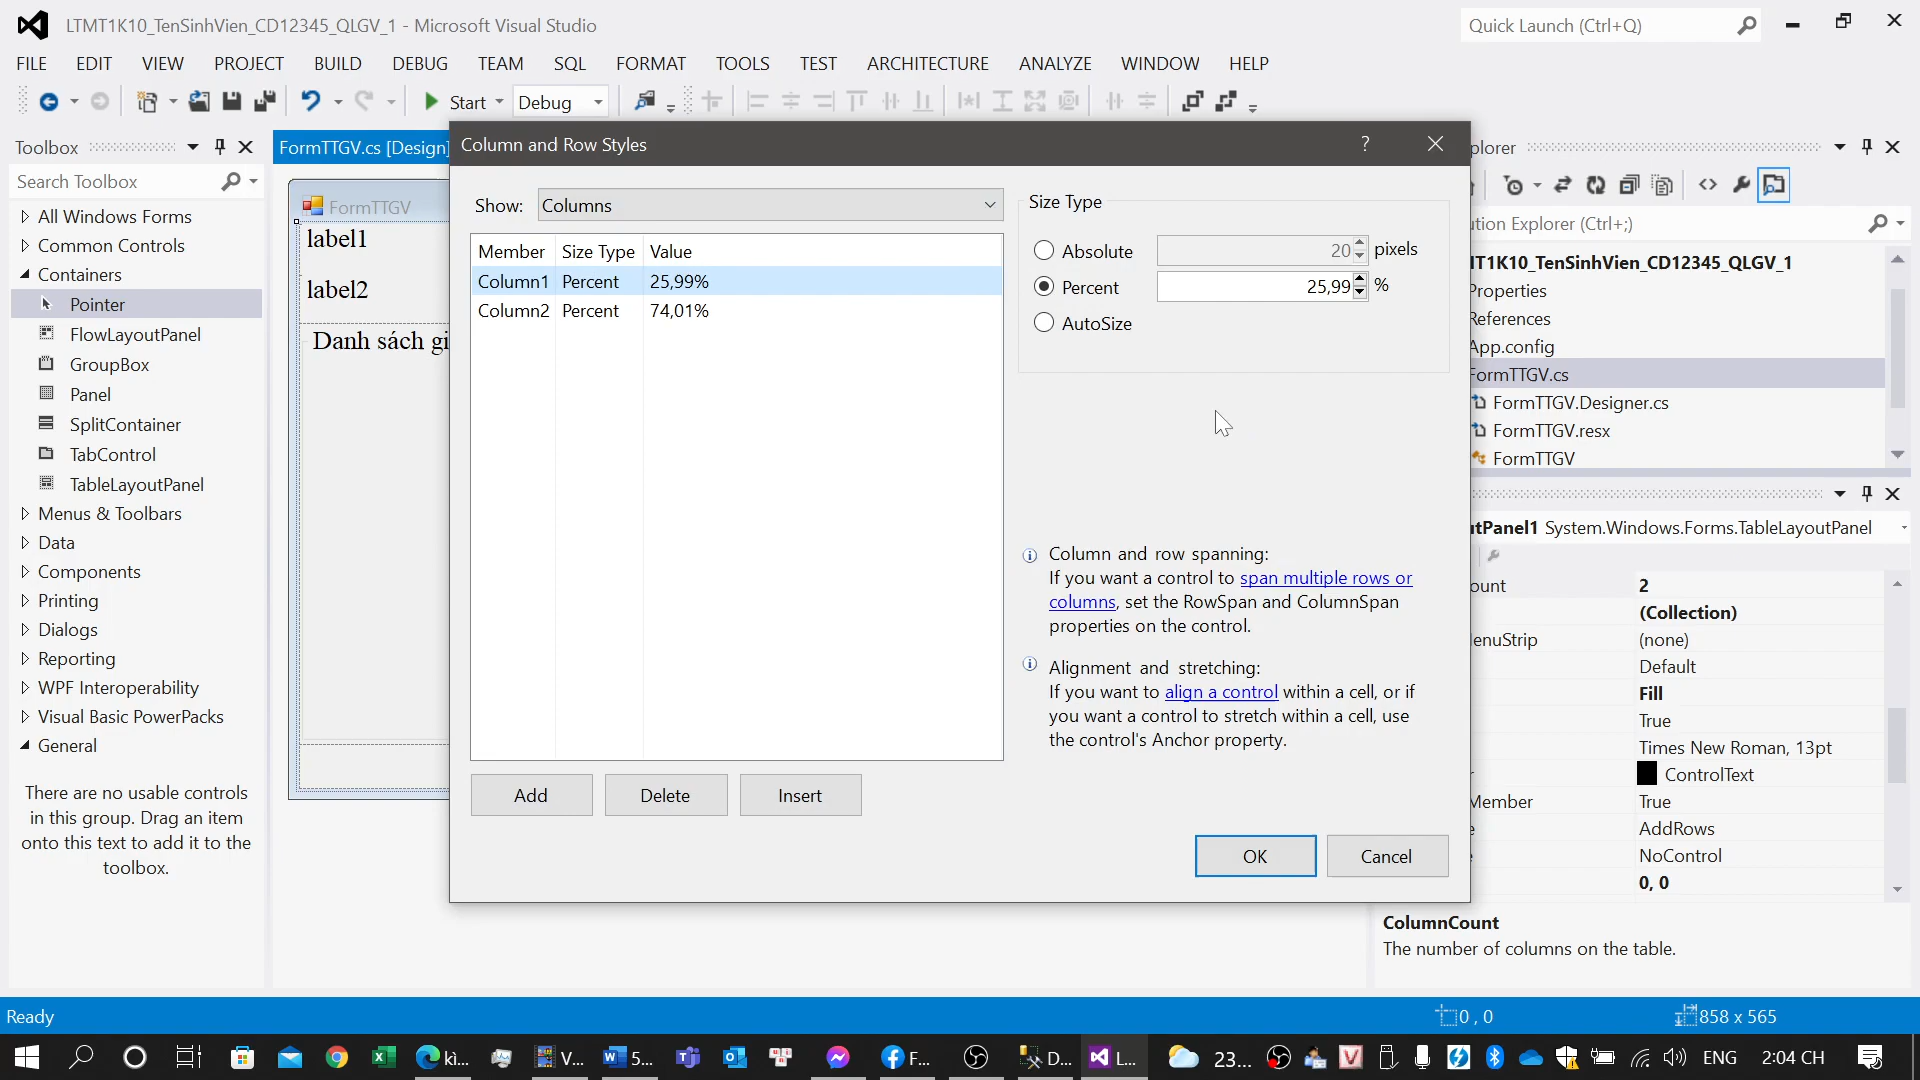 LTMT1K10_TenSinhVien_CD12345_QLGV_1 - Microsoft Visual Studio
Quick Launch (Ctrl+Q)
FILE EDIT VIEW PROJECT BUILD DEBUG TEAM SQL FORMAT TOOLS TEST ARCHITECTURE ANALYZE WINDOW HELP
Start Debug
Toolbox
Search Toolbox
All Windows Forms
Common Controls
Containers
Pointer
FlowLayoutPanel
GroupBox
Panel
SplitContainer
TabControl
TableLayoutPanel
Menus & Toolbars
Data
Components
Printing
Dialogs
Reporting
WPF Interoperability
Visual Basic PowerPacks
General
There are no usable controls
in this group. Drag an item
onto this text to add it to the
toolbox.
FormTTGV.cs [Design]
FormTTGV
label1
label2
Danh sách gi
Column and Row Styles
?
Show: Columns
Member Size Type Value
Column1 Percent 25,99%
Column2 Percent 74,01%
Add Delete Insert
Size Type
Absolute 20 pixels
Percent 25,99 %
AutoSize
Column and row spanning:
If you want a control to span multiple rows or
columns, set the RowSpan and ColumnSpan
properties on the control.
Alignment and stretching:
If you want to align a control within a cell, or if
you want a control to stretch within a cell, use
the control's Anchor property.
OK Cancel
plorer
ution Explorer (Ctrl+;)
MT1K10_TenSinhVien_CD12345_QLGV_1
Properties
References
App.config
FormTTGV.cs
FormTTGV.Designer.cs
FormTTGV.resx
FormTTGV
utPanel1 System.Windows.Forms.TableLayoutPanel
ount 2
(Collection)
lenuStrip (none)
Default
Fill
True
Times New Roman, 13pt
r ControlText
Member True
e AddRows
e NoControl
0, 0
ColumnCount
The number of columns on the table.
Ready
0 , 0
858 x 565
kì... V... 5... F... D... L... 23... ENG 2:04 CH